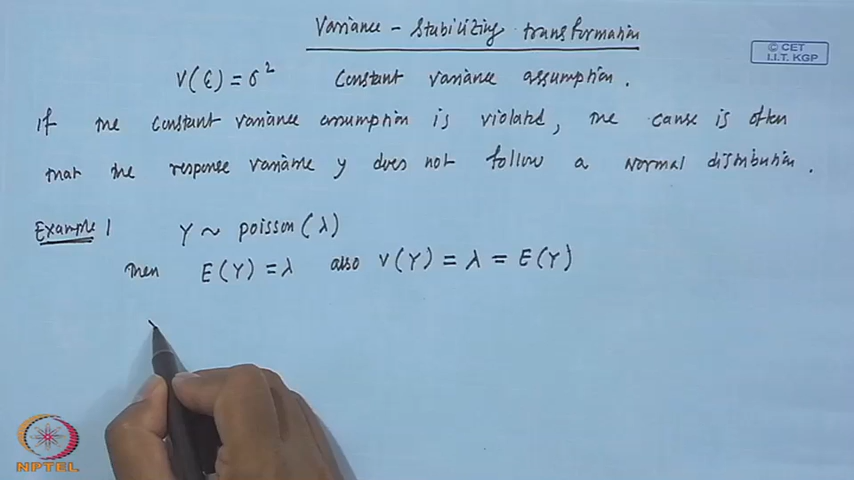 Variance - Stabilizing transformation
© CET
I.I.T. KGP
V(ε) = σ² Constant variance assumption.
If the constant variance assumption is violated, the cause is often
that the response variable y does not follow a normal distribution.
Example 1 Y ~ poisson(λ)
Then E(Y) = λ also V(Y) = λ = E(Y)
NPTEL